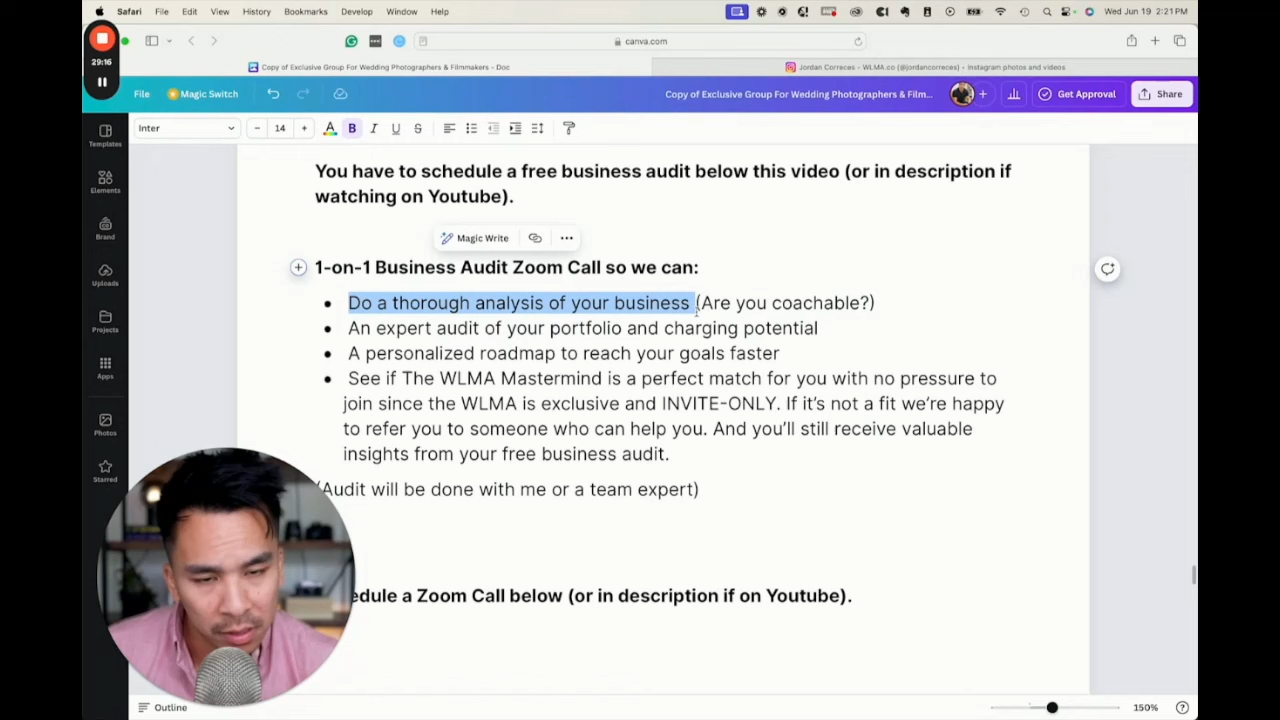 Safari File Edit View History Bookmarks Develop Window Help Wed Jun 19 2:21 PM
29:16
canva.com
Copy of Exclusive Group For Wedding Photographers & Filmmakers - Doc
Jordan Correces - WLMA.co (@jordancorreces) • Instagram photos and videos
File Magic Switch Copy of Exclusive Group For Wedding Photographers & Film... Get Approval Share
Inter 14 A B I U S
Templates
Elements
Brand
Uploads
Projects
Apps
Photos
Starred
You have to schedule a free business audit below this video (or in description if
watching on Youtube).
Magic Write
1-on-1 Business Audit Zoom Call so we can:
• Do a thorough analysis of your business (Are you coachable?)
• An expert audit of your portfolio and charging potential
• A personalized roadmap to reach your goals faster
• See if The WLMA Mastermind is a perfect match for you with no pressure to
join since the WLMA is exclusive and INVITE-ONLY. If it's not a fit we're happy
to refer you to someone who can help you. And you'll still receive valuable
insights from your free business audit.
(Audit will be done with me or a team expert)
edule a Zoom Call below (or in description if on Youtube).
Outline 150%